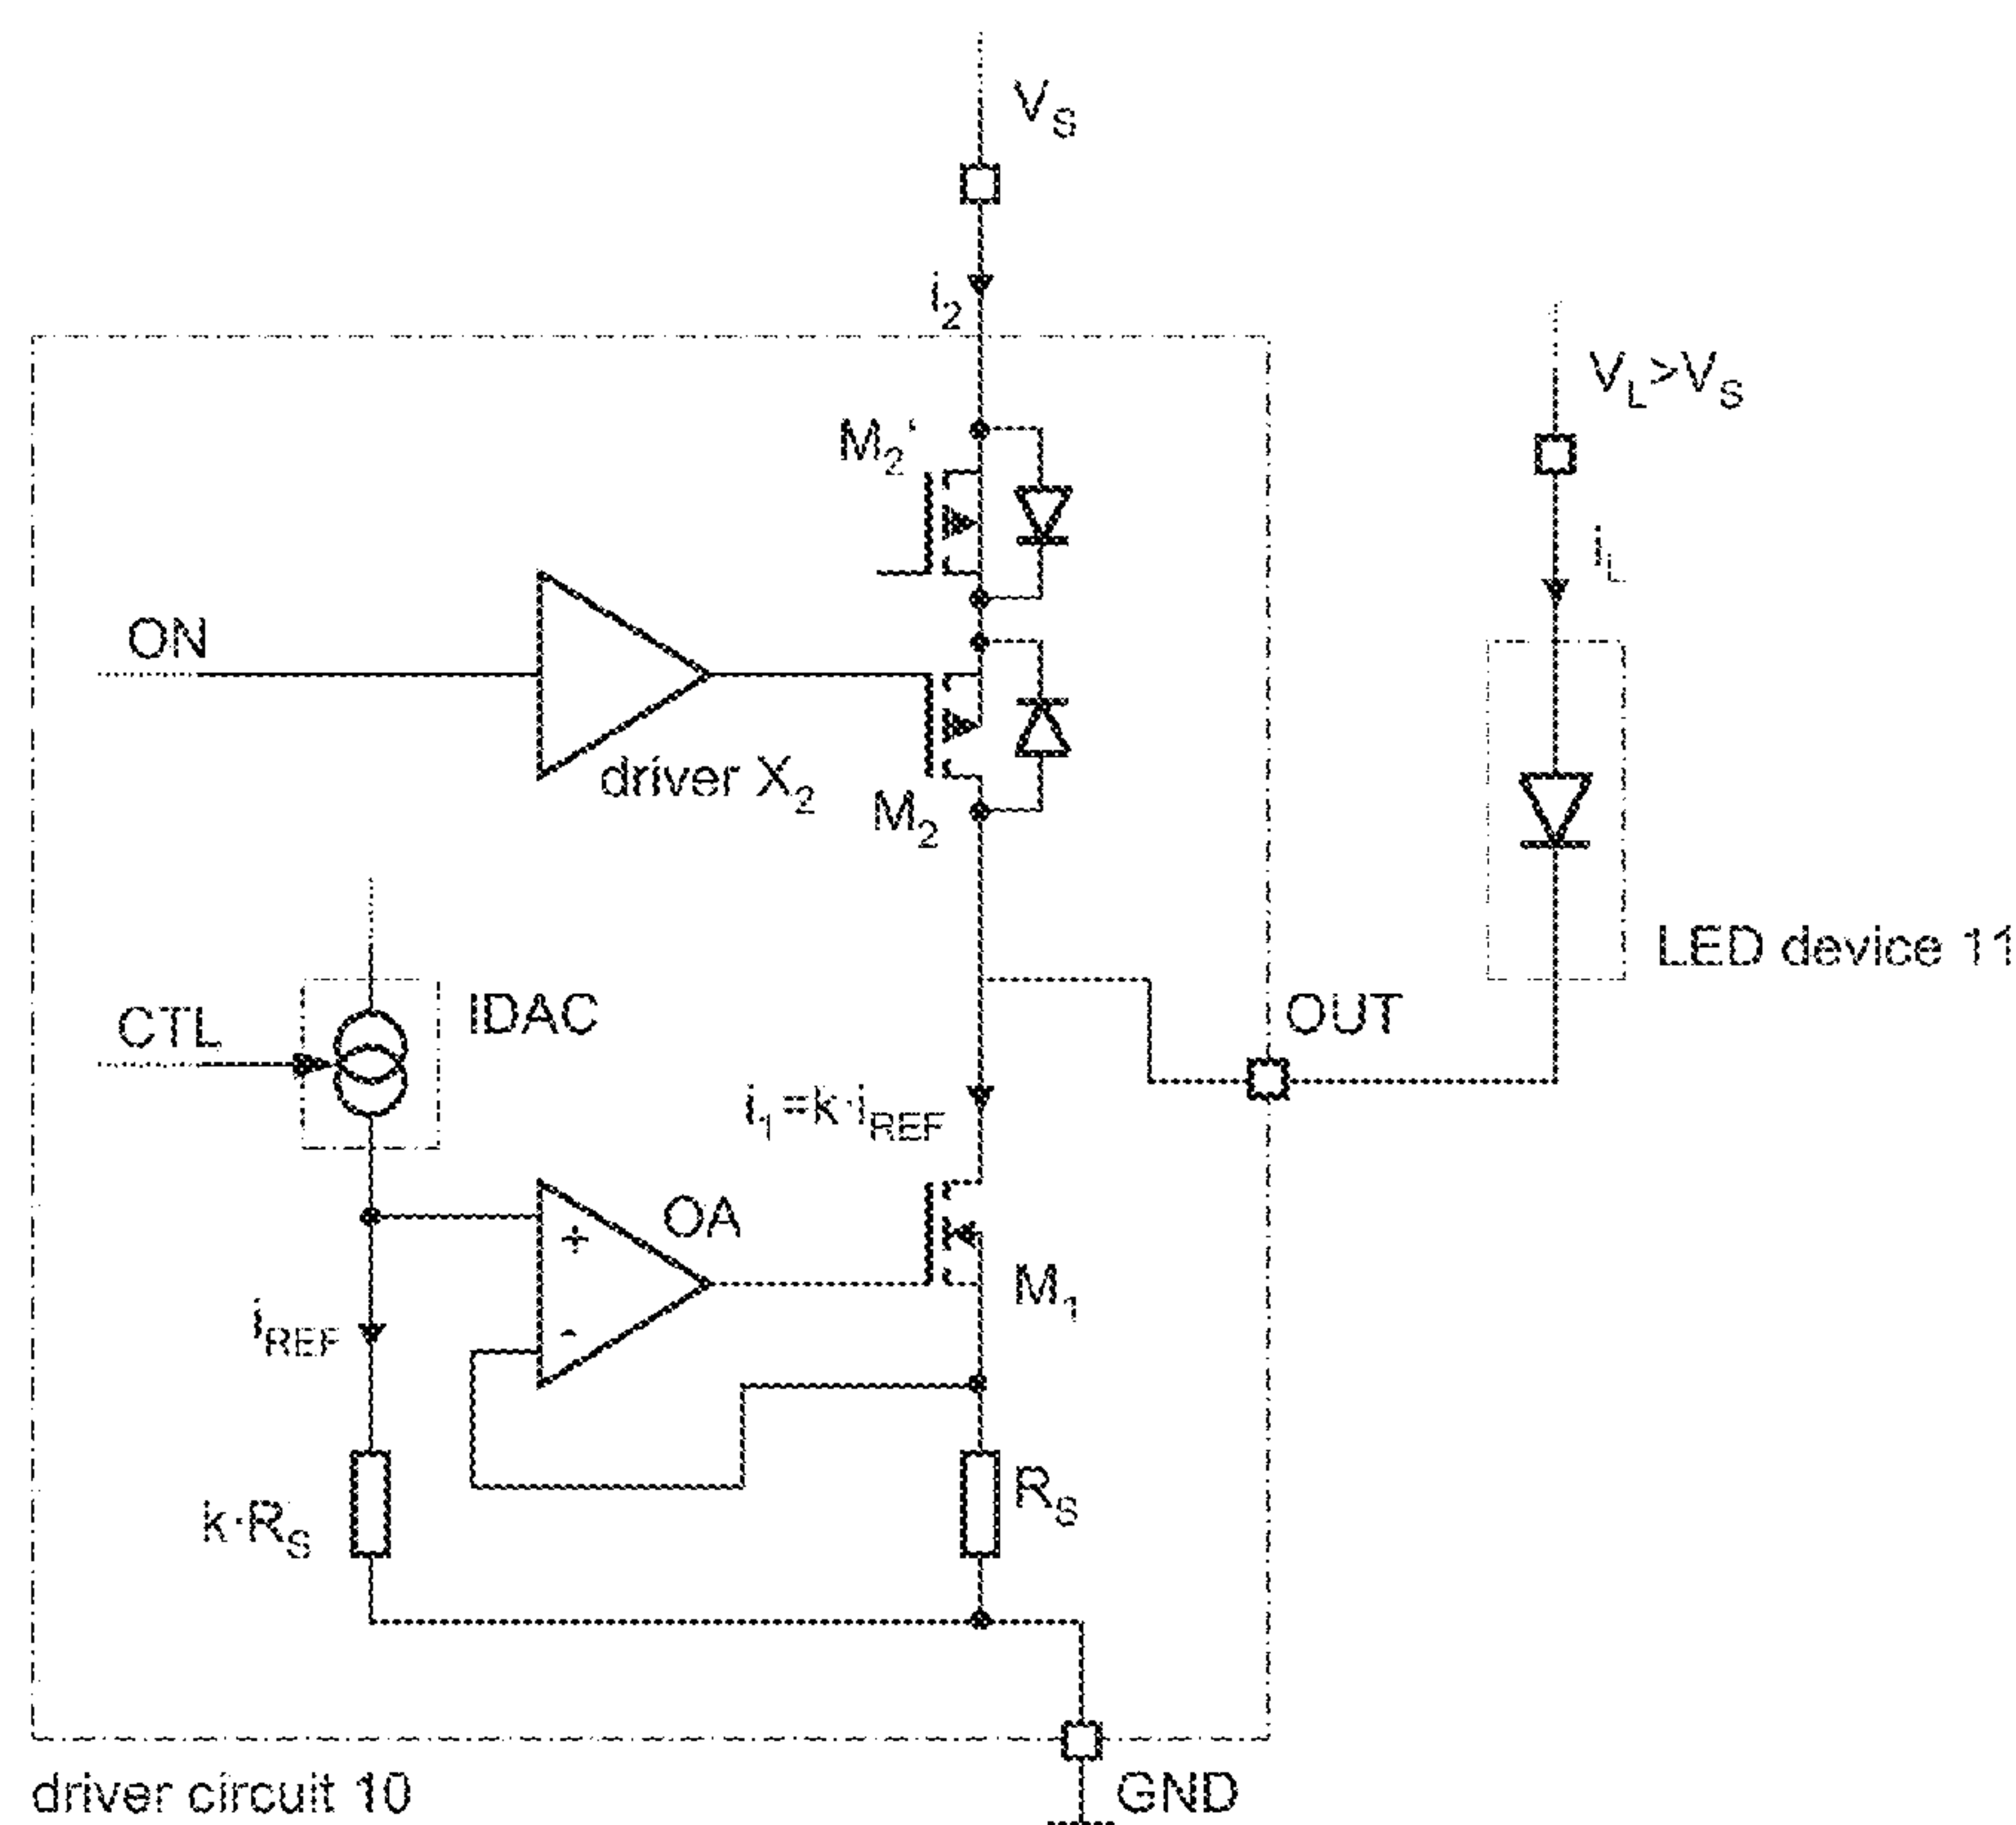 V_S
i_2
V_L>V_S
M_2'
i_L
ON
driver X_2
M_2
LED device 11
CTL
IDAC
OUT
i_1=k·i_REF
+
OA
M_1
i_REF
-
k·R_S
R_S
driver circuit 10
GND